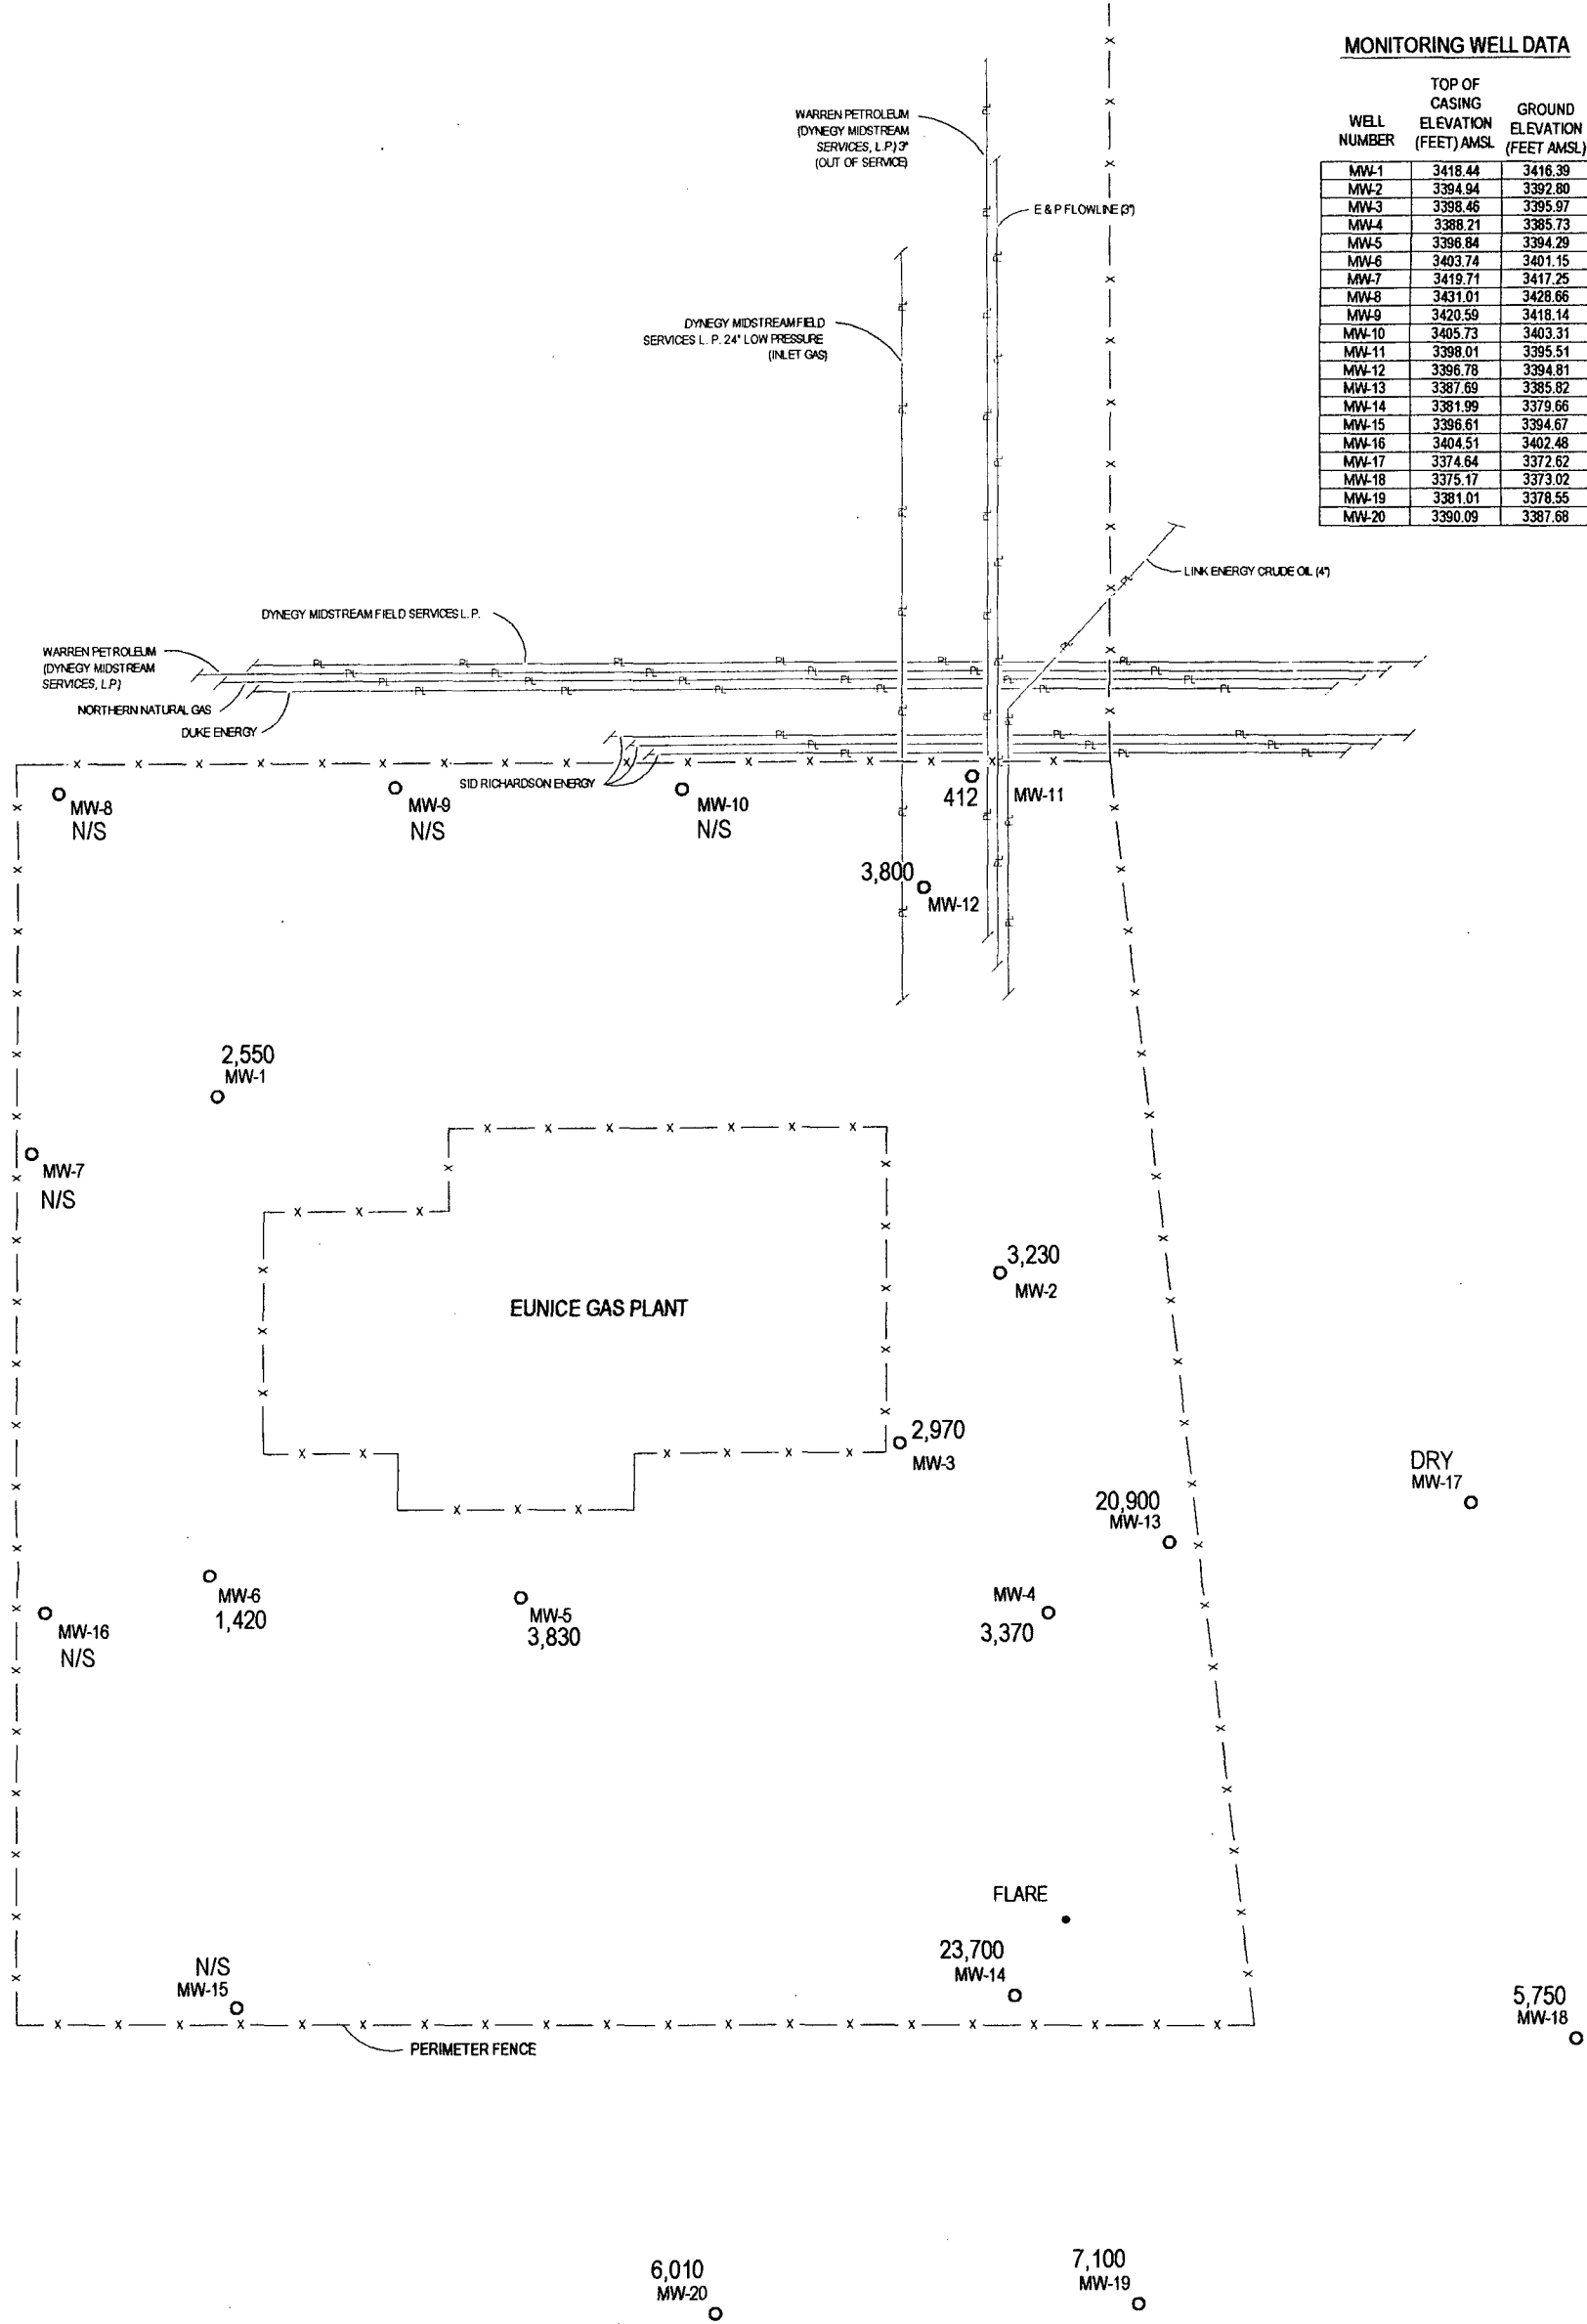 MONITORING WELL DATA
WELL NUMBER TOP OF CASING ELEVATION (FEET) AMSL GROUND ELEVATION (FEET AMSL)
MW-1 3418.44 3416.39
MW-2 3394.94 3392.80
MW-3 3398.46 3395.97
MW-4 3388.21 3385.73
MW-5 3396.84 3394.29
MW-6 3403.74 3401.15
MW-7 3419.71 3417.25
MW-8 3431.01 3428.66
MW-9 3420.59 3418.14
MW-10 3405.73 3403.31
MW-11 3398.01 3395.51
MW-12 3396.78 3394.81
MW-13 3387.69 3385.82
MW-14 3381.99 3379.66
MW-15 3396.61 3394.67
MW-16 3404.51 3402.48
MW-17 3374.64 3372.62
MW-18 3375.17 3373.02
MW-19 3381.01 3378.55
MW-20 3390.09 3387.68
WARREN PETROLEUM
(DYNEGY MIDSTREAM
SERVICES, L.P.) 3"
(OUT OF SERVICE)
E & P FLOWLINE (3")
DYNEGY MIDSTREAM FIELD
SERVICES L. P. 24" LOW PRESSURE
(INLET GAS)
LINK ENERGY CRUDE OIL (4")
DYNEGY MIDSTREAM FIELD SERVICES L. P.
WARREN PETROLEUM
(DYNEGY MIDSTREAM
SERVICES, L.P.)
NORTHERN NATURAL GAS
DUKE ENERGY
SID RICHARDSON ENERGY
MW-8
N/S
MW-9
N/S
MW-10
N/S
412 MW-11
3,800
MW-12
2,550
MW-1
MW-7
N/S
3,230
MW-2
EUNICE GAS PLANT
2,970
MW-3
DRY
MW-17
20,900
MW-13
MW-6
1,420
MW-5
3,830
MW-4
3,370
MW-16
N/S
FLARE
23,700
MW-14
N/S
MW-15
5,750
MW-18
PERIMETER FENCE
6,010
MW-20
7,100
MW-19